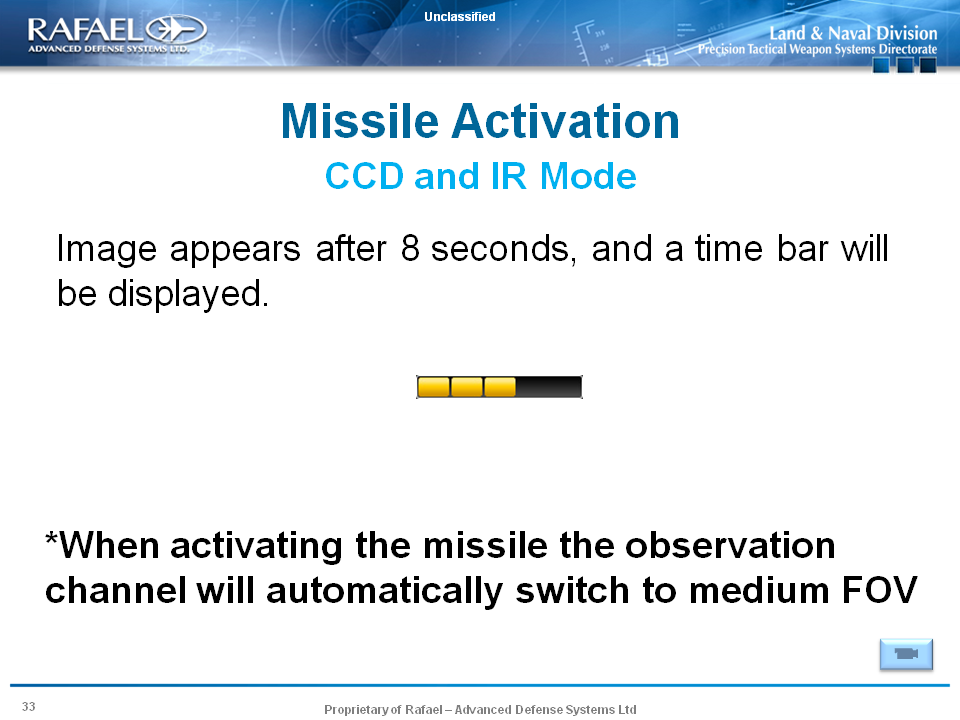 Unclassified
RAFAEL
ADVANCED DEFENSE SYSTEMS LTD.
Land & Naval Division
Precision Tactical Weapon Systems Directorate
Missile Activation
CCD and IR Mode
Image appears after 8 seconds, and a time bar will
be displayed.
*When activating the missile the observation
channel will automatically switch to medium FOV
33
Proprietary of Rafael – Advanced Defense Systems Ltd